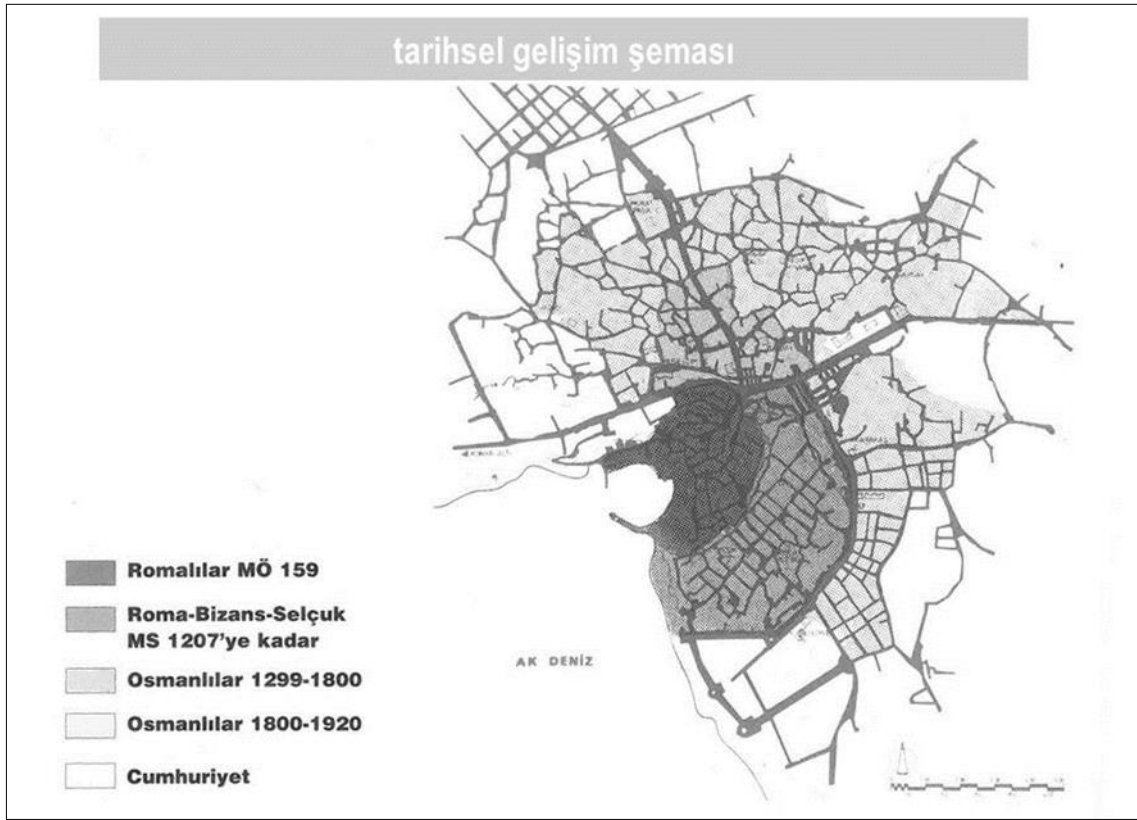 tarihsel gelişim şeması
AK DENİZ
Romalılar MÖ 159
Roma-Bizans-Selçuk
MS 1207'ye kadar
Osmanlılar 1299-1800
Osmanlılar 1800-1920
Cumhuriyet